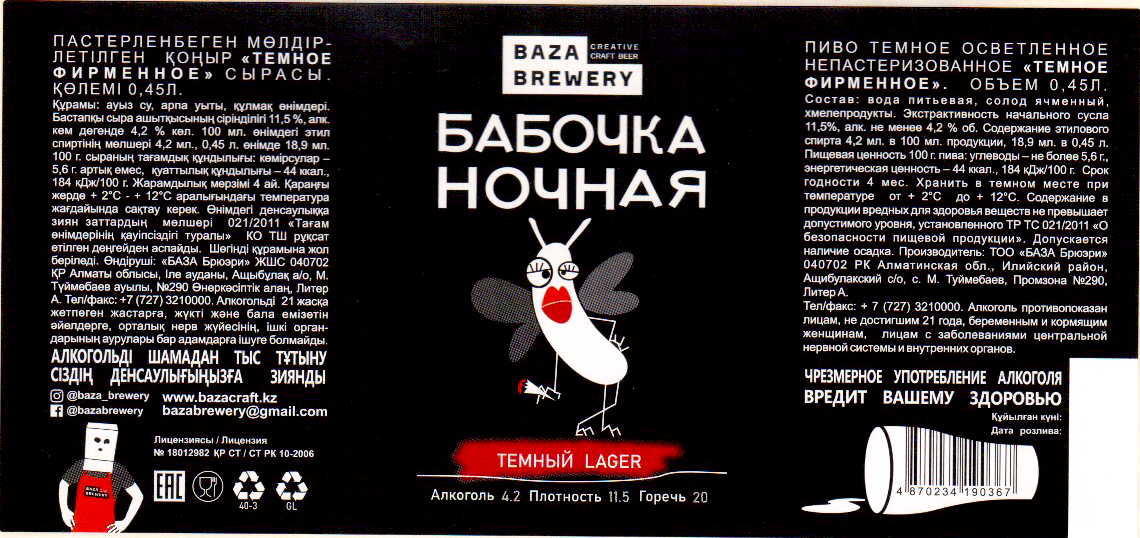 ПАСТЕРЛЕНБЕГЕН МӨЛДІР-
ЛЕТІЛГЕН ҚОҢЫР «ТЕМНОЕ
ФИРМЕННОЕ» СЫРАСЫ.
ҚӨЛЕМІ 0,45Л.
Құрамы: ауыз су, арпа уыты, құлмақ өнімдері.
Бастапқы сыра ашытқысының сіріңділігі 11,5 %, алк.
көм дегенде 4,2 % көл. 100 мл. өнімдегі этил
спиртінің мөлшері 4,2 мл., 0,45 л. өнімде 18,9 мл.
100 г. сыраның тағамдық құндылығы: көмірсулар –
5,6 г. артық емес, қуаттылық құндылығы – 44 ккал.,
184 кДж/100 г. Жарамдылық мөрзімі 4 ай. Қараңғы
жөрде + 2°С - + 12°С аралығындағы температура
жағдайында сақтау керек. Өнімдегі денсаулыққа
зиян заттардың мөлшері 021/2011 «Тағам
өнімдерінің қауіпсіздігі туралы» КО ТШ рұқсат
етілген деңгейден аспайды. Шөгінді құрамына жол
беріледі. Өндіруші: «БАЗА Брюэри» ЖШС 040702
ҚР Алматы облысы, Іле ауданы, Ащыбұлақ а/о, М.
Түймебаев ауылы, №290 Өнеркәсіптік алаң, Литер
А. Тел/факс: +7 (727) 3210000. Алкогольді 21 жасқа
жетпеген жастарға, жүкті және бала емізетін
әйелдерге, орталық нерв жүйесінің, ішкі орган-
дарының аурулары бар адамдарға ішуге болмайды.
АЛКОГОЛЬДІ ШАМАДАН ТЫС ТҰТЫНУ
СІЗДІҢ ДЕНСАУЛЫҒЫҢЫЗҒА ЗИЯНДЫ
@baza_brewery www.bazacraft.kz
@bazabrewery bazabrewery@gmail.com
Лицензиясы / Лицензия
№ 18012982 ҚР СТ / СТ РК 10-2006
BAZA
BREWERY
EAC
40-3
GL
BAZA CREATIVE
CRAFT BEER
BREWERY
БАБОЧКА
НОЧНАЯ
ТЕМНЫЙ LAGER
Алкоголь 4.2 Плотность 11.5 Горечь 20
ПИВО ТЕМНОЕ ОСВЕТЛЕННОЕ
НЕПАСТЕРИЗОВАННОЕ «ТЕМНОЕ
ФИРМЕННОЕ». ОБЪЕМ 0,45Л.
Состав: вода питьевая, солод ячменный,
хмелепродукты. Экстрактивность начального сусла
11,5%, алк. не менее 4,2 % об. Содержание этилового
спирта 4,2 мл. в 100 мл. продукции, 18,9 мл. в 0,45 л.
Пищевая ценность 100 г. пива: углеводы – не более 5,6 г.,
энергетическая ценность – 44 ккал., 184 кДж/100 г. Срок
годности 4 мес. Хранить в темном месте при
температуре от + 2°С до + 12°С. Содержание в
продукции вредных для здоровья веществ не превышает
допустимого уровня, установленного ТР ТС 021/2011 «О
безопасности пищевой продукции». Допускается
наличие осадка. Производитель: ТОО «БАЗА Брюэри»
040702 РК Алматинская обл., Илийский район,
Ащибулакский с/о, с. М. Туймебаев, Промзона №290,
Литер А.
Тел/факс: + 7 (727) 3210000. Алкоголь противопоказан
лицам, не достигшим 21 года, беременным и кормящим
женщинам, лицам с заболеваниями центральной
нервной системы и внутренних органов.
ЧРЕЗМЕРНОЕ УПОТРЕБЛЕНИЕ АЛКОГОЛЯ
ВРЕДИТ ВАШЕМУ ЗДОРОВЬЮ
Құйылған күні:
Дата розлива:
4 870234 190367